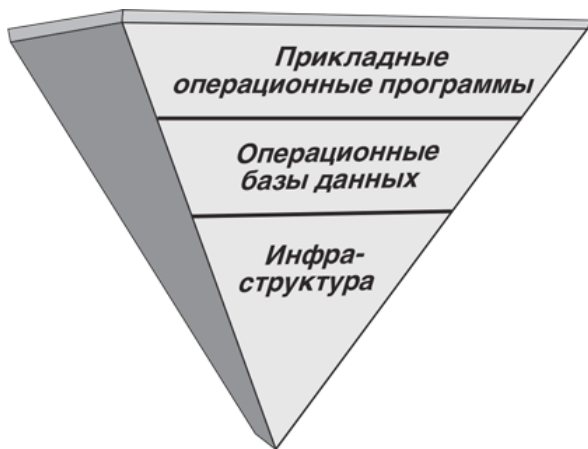 Прикладные
операционные программы
Операционные
базы данных
Инфра-
структура